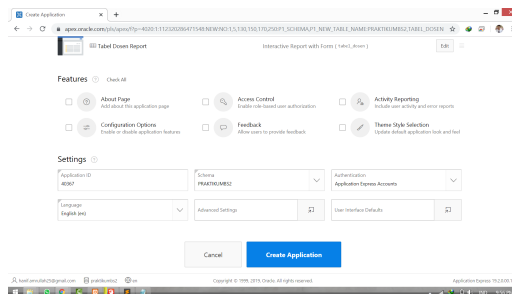 Create Application
apex.oracle.com/pls/apex/f?p=4020:1:112320286471549:NEW:NO:1,5,130,150,170,250:P3_SCHEMA,P1_NEW_TABLE_NAME:PRAKTIKUMBS2,TABEL_DOSEN
Tabel Dosen Report
Interactive Report with Form ( tabel_dosen )
Edit
Features
Check All
About Page
Add about this application page
Access Control
Enable role-based user authorization
Activity Reporting
Include user activity and error reports
Configuration Options
Enable or disable application features
Feedback
Allow users to provide feedback
Theme Style Selection
Update default application look and feel
Settings
Application ID
40367
Schema
PRAKTIKUMBS2
Authentication
Application Express Accounts
Language
English (en)
Advanced Settings
User Interface Defaults
Cancel
Create Application
praktikumbs2
en
Copyright © 1999, 2019, Oracle. All rights reserved.
Application Express 19.2.0.00.1